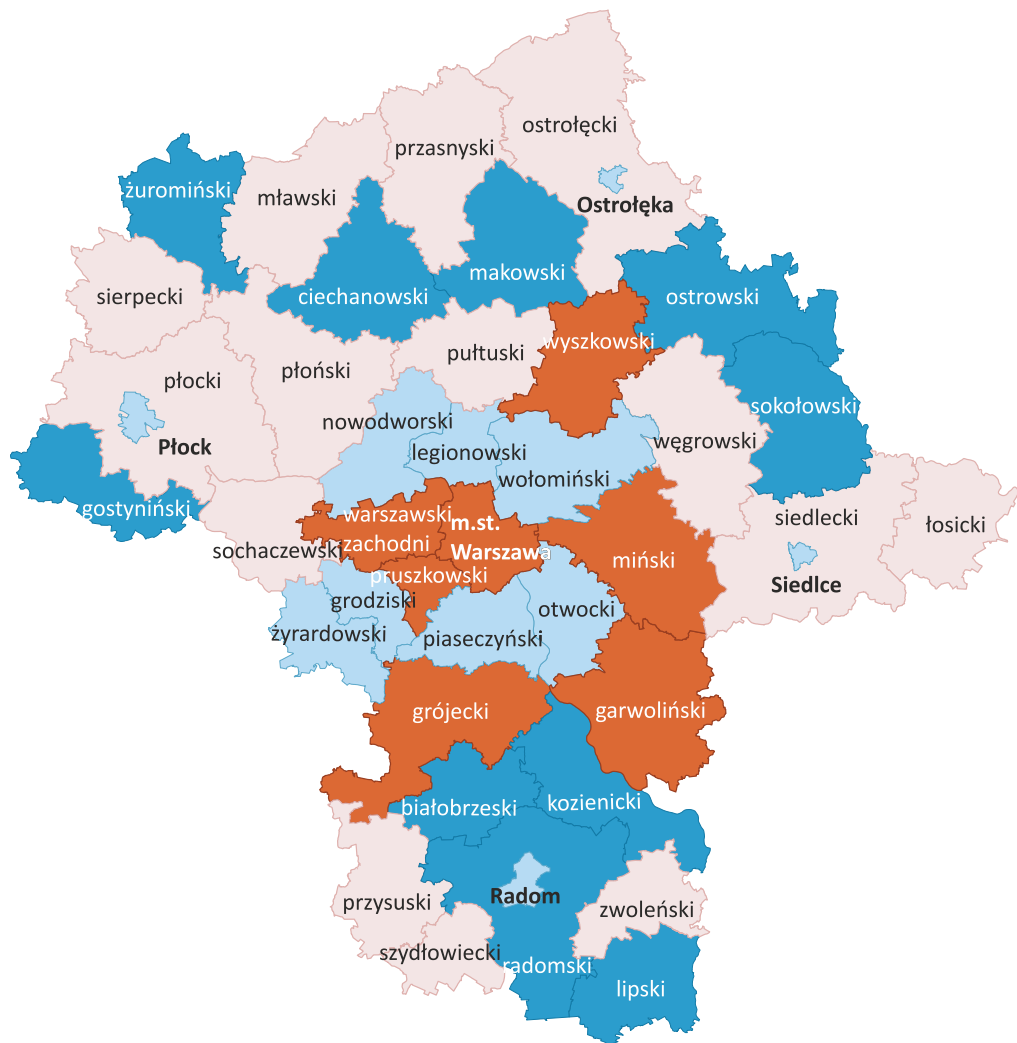 ostrołęcki
przasnyski
żuromiński
mławski
Ostrołęka
makowski
sierpecki
ciechanowski
ostrowski
wyszkowski
pułtuski
płoński
płocki
sokołowski
nowodworski
węgrowski
Płock
legionowski
wołomiński
gostyniński
warszawski
zachodni
m.st.
Warszawa
siedlecki
łosicki
sochaczewski
miński
pruszkowski
Siedlce
grodziski
otwocki
żyrardowski
piaseczyński
grójecki
garwoliński
białobrzeski
kozienicki
Radom
przysuski
zwoleński
szydłowiecki
radomski
lipski